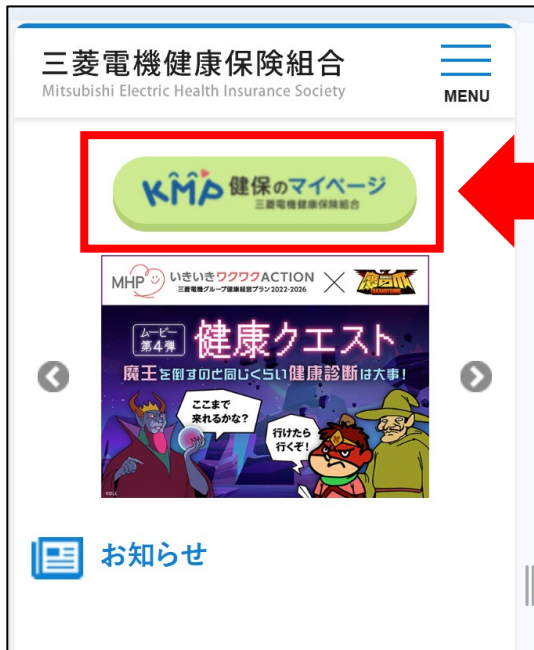 三菱電機健康保険組合
Mitsubishi Electric Health Insurance Society
MENU
KMP 健保のマイページ
三菱電機健康保険組合
MHP いきいきワクワクACTION × 鷹の爪
三菱電機グループ健康経営プラン2022-2026
TAKANOTSUME
ムービー
第4弾
健康クエスト
魔王を倒すのと同じくらい健康診断は大事!
ここまで
来れるかな?
行けたら
行くぞ!
©DLE
お知らせ